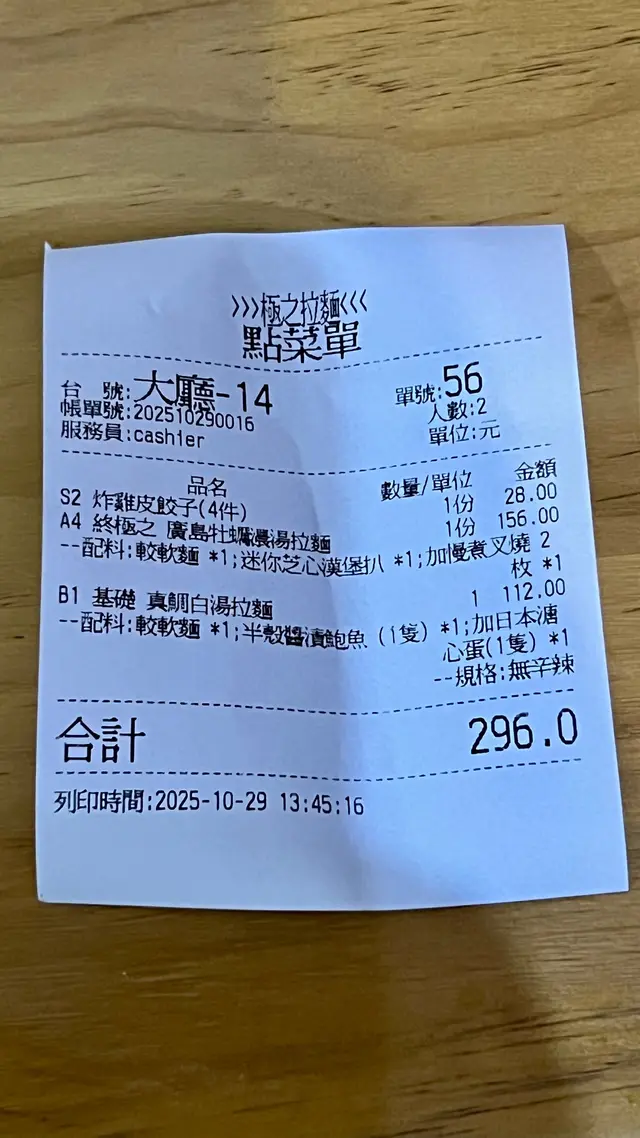 >>>極之拉麵<<<
點菜單
台 號:大廳-14 單號:56
帳單號:202510290016 人數:2
服務員:cashier 單位:元
品名 數量/單位 金額
S2 炸雞皮餃子(4件) 1份 28.00
A4 終極之 廣島牡蠣濃湯拉麵 1份 156.00
--配料:較軟麵 *1;迷你芝心漢堡扒 *1;加慢煮叉燒 2
枚 *1
B1 基礎 真鯛白湯拉麵 1 112.00
--配料:較軟麵 *1;半殼醬漬鮑魚 (1隻) *1;加日本溏
心蛋(1隻) *1
--規格:無辛辣
合計 296.0
列印時間:2025-10-29 13:45:16